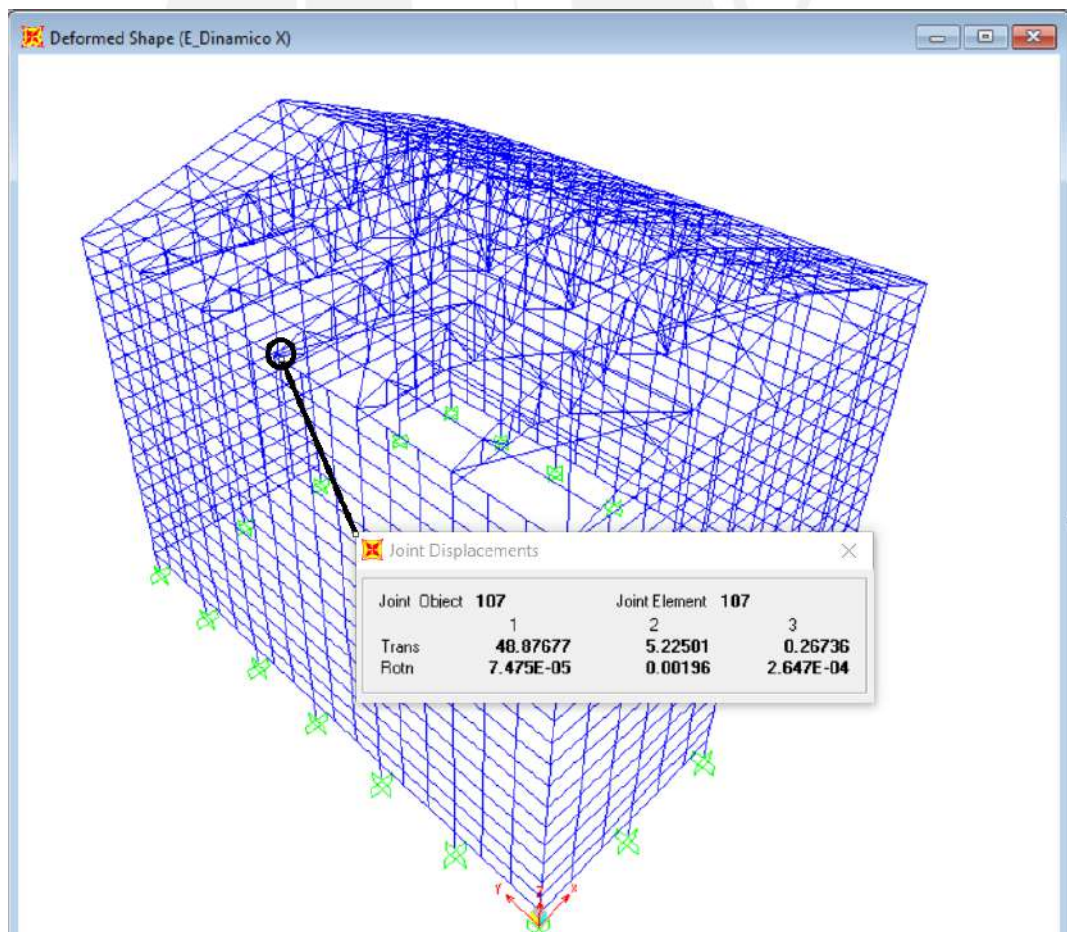 Deformed Shape (E_Dinamico X)
Joint Displacements
Joint Object 107 Joint Element 107
1 2 3
Trans 48.87677 5.22501 0.26736
Rotn 7.475E-05 0.00196 2.647E-04
Y Z X